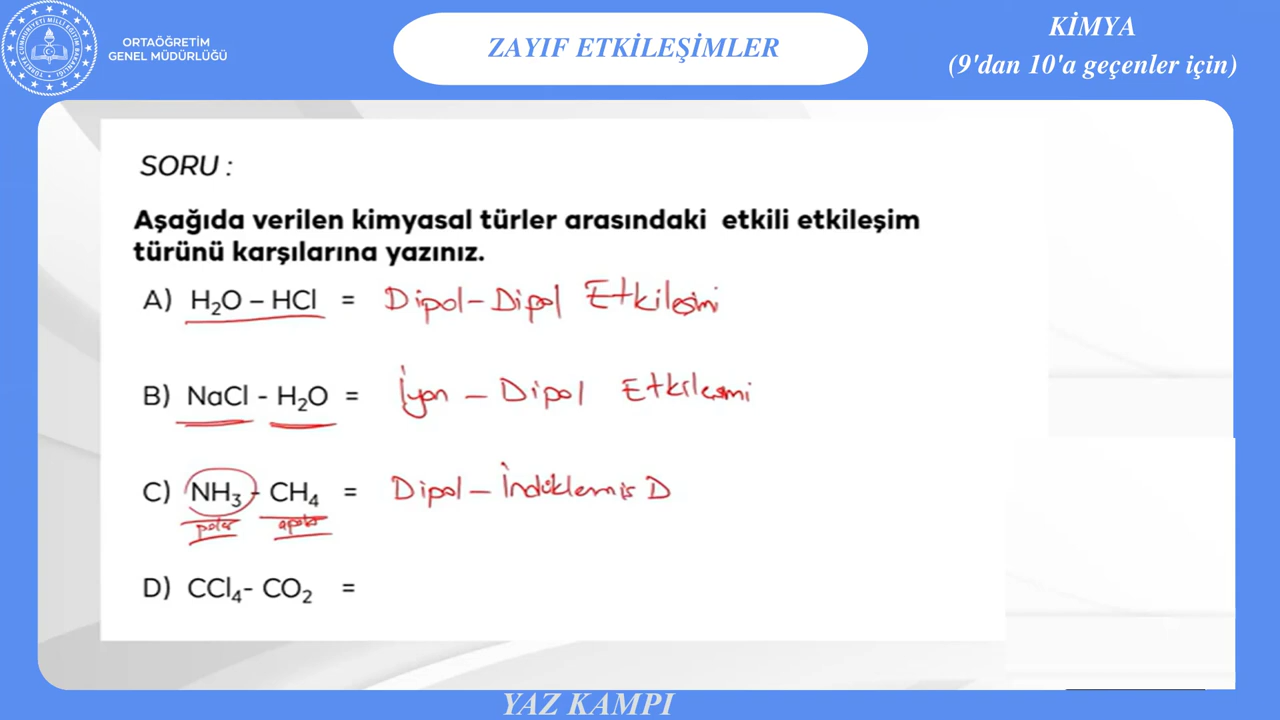 ORTAÖĞRETİM
GENEL MÜDÜRLÜĞÜ
ZAYIF ETKİLEŞİMLER
KİMYA
(9'dan 10'a geçenler için)
SORU :
Aşağıda verilen kimyasal türler arasındaki etkili etkileşim
türünü karşılarına yazınız.
A) H₂O – HCl = Dipol – Dipol Etkileşimi
B) NaCl - H₂O = İyon – Dipol Etkileşimi
C) NH₃ - CH₄ = Dipol – İndüklenmiş D
polar apolar
D) CCl₄- CO₂ =
YAZ KAMPI